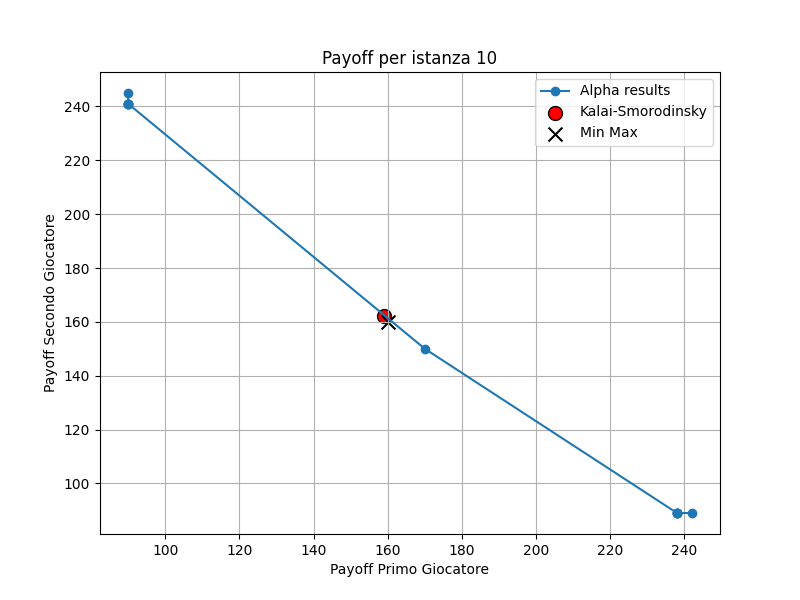 Payoff per istanza 10
Alpha results
Kalai-Smorodinsky
Min Max
Payoff Secondo Giocatore
240
220
200
180
160
140
120
100
100
120
140
160
180
200
220
240
Payoff Primo Giocatore